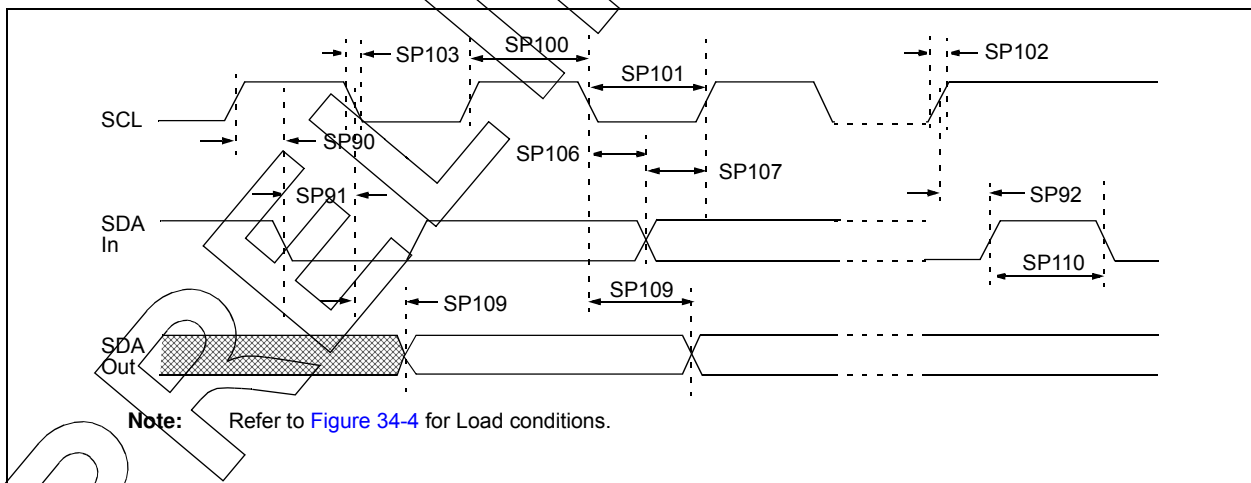 SP103
SP100
SP101
SP102
SCL
SP90
SP106
SP107
SP91
SP92
SDA
In
SP110
SP109
SP109
SDA
Out
Note: Refer to Figure 34-4 for Load conditions.
PREL